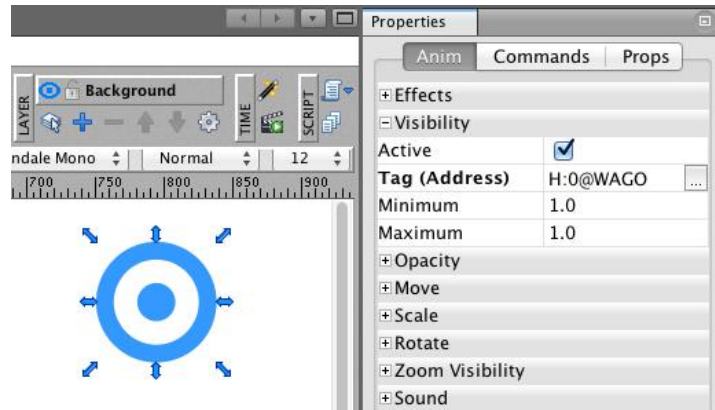 Properties
Anim Commands Props
LAYER
Background
TIME
SCRIPT
ndale Mono Normal 12
700 750 800 850 900
Effects
Visibility
Active
Tag (Address) H:0@WAGO ...
Minimum 1.0
Maximum 1.0
Opacity
Move
Scale
Rotate
Zoom Visibility
Sound